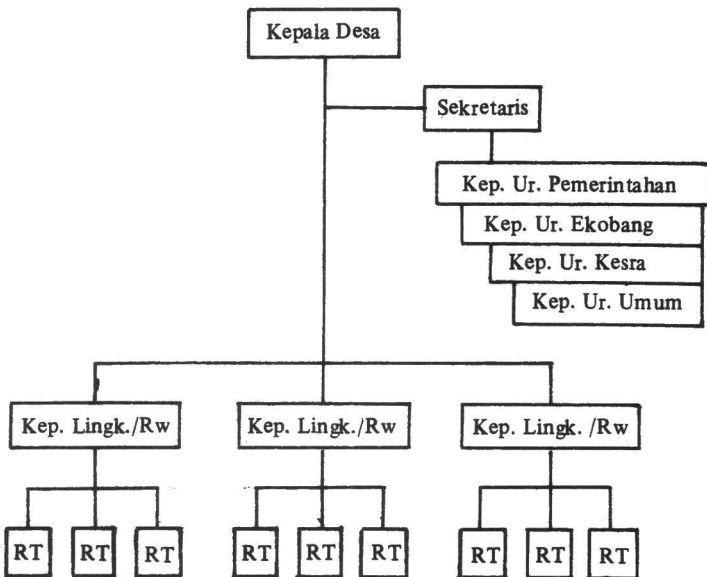 Kepala Desa
Sekretaris
Kep. Ur. Pemerintahan
Kep. Ur. Ekobang
Kep. Ur. Kesra
Kep. Ur. Umum
Kep. Lingk./Rw
Kep. Lingk./Rw
Kep. Lingk. /Rw
RT
RT
RT
RT
RT
RT
RT
RT
RT